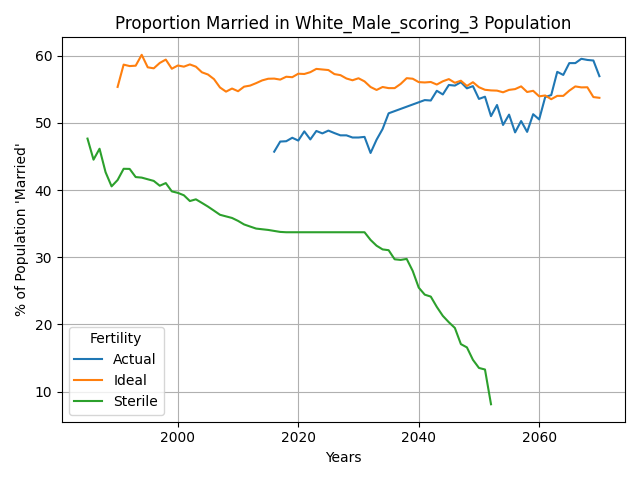 Proportion Married in White_Male_scoring_3 Population
% of Population 'Married'
60
50
40
30
20
10
Fertility
Actual
Ideal
Sterile
2000
2020
2040
2060
Years